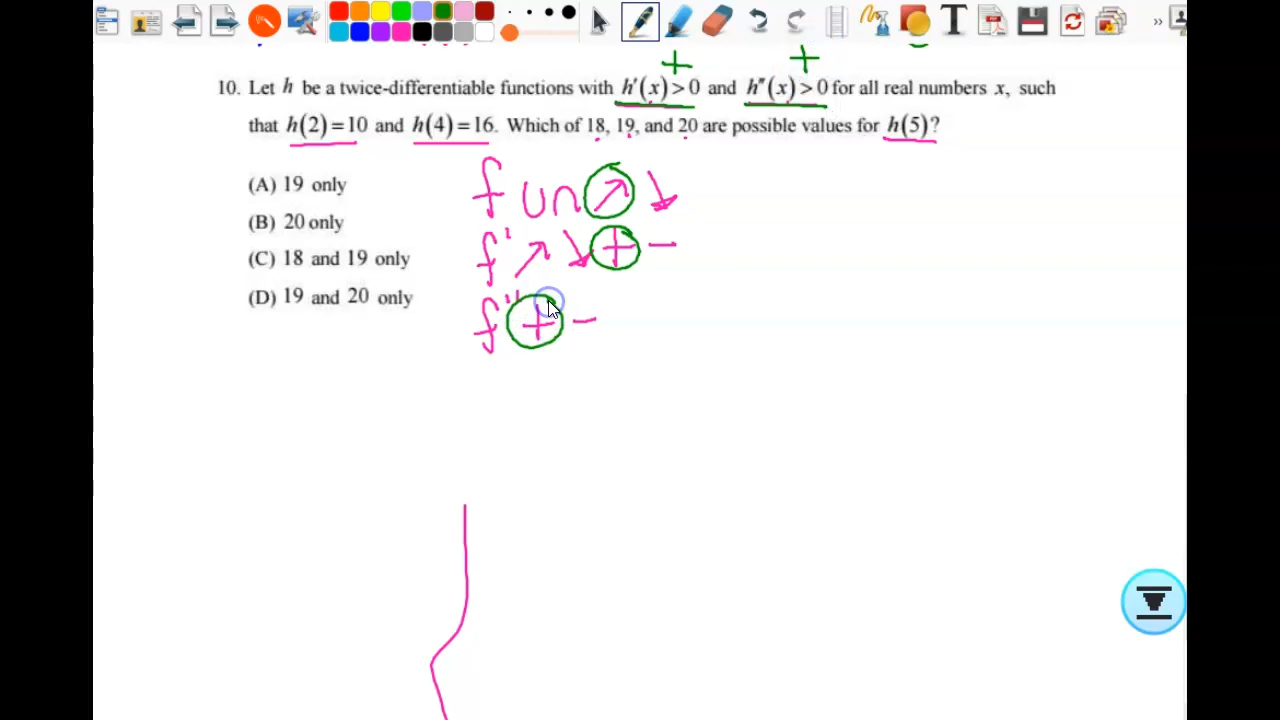 + +
10. Let h be a twice-differentiable functions with h′(x)>0 and h″(x)>0 for all real numbers x, such
that h(2)=10 and h(4)=16. Which of 18, 19, and 20 are possible values for h(5)?
(A) 19 only
(B) 20 only
(C) 18 and 19 only
(D) 19 and 20 only
f ∪ ∩ ↗ ↘
f' ↗ ↘ + −
f'' + −
T